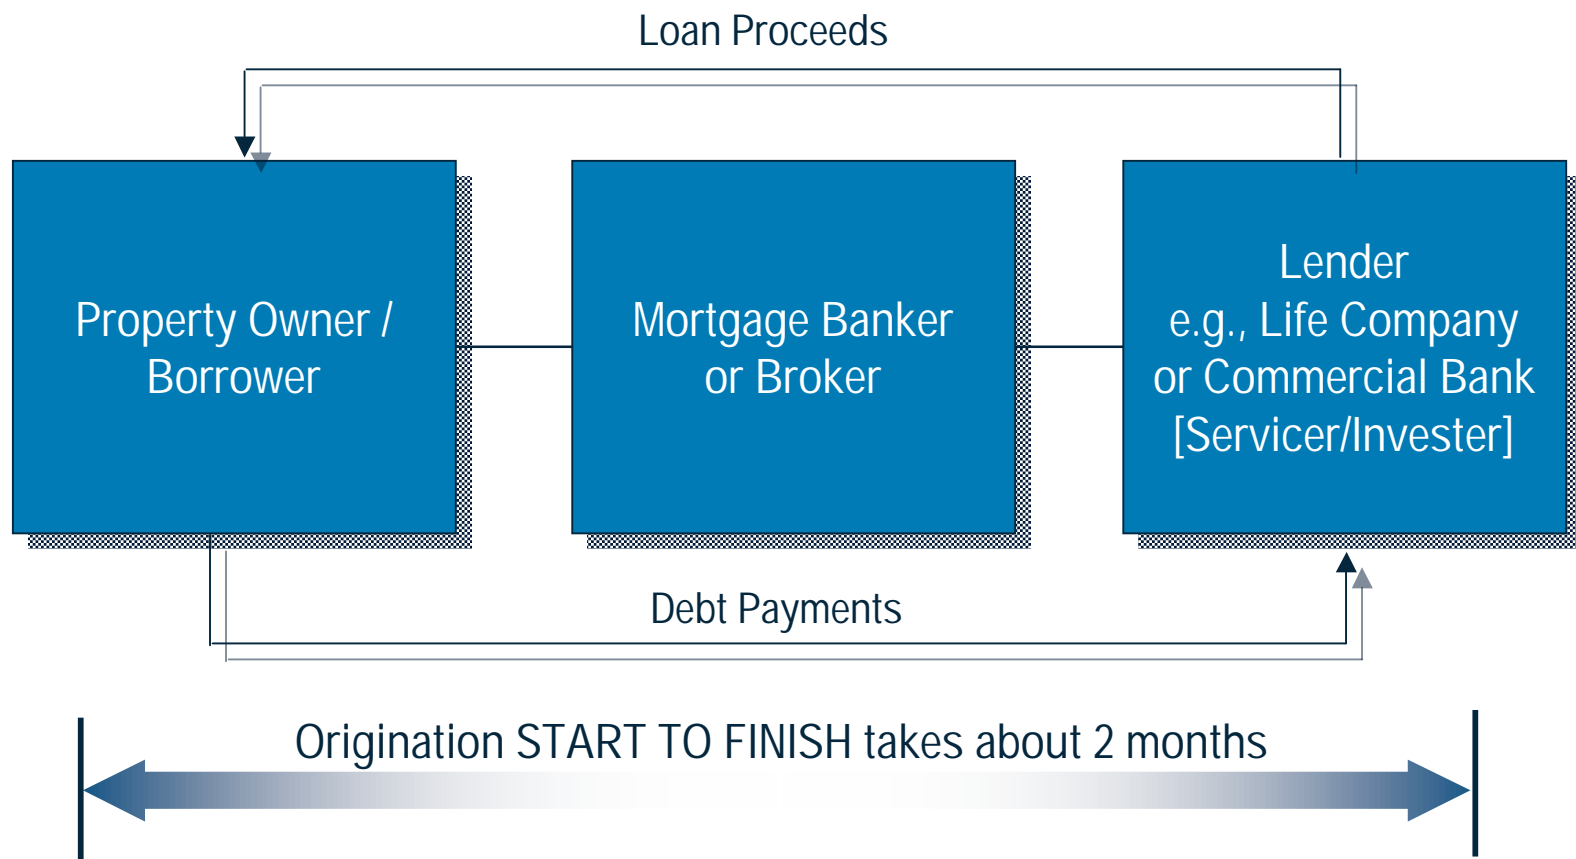 Loan Proceeds
Property Owner /
Borrower
Mortgage Banker
or Broker
Lender
e.g., Life Company
or Commercial Bank
[Servicer/Invester]
Debt Payments
Origination START TO FINISH takes about 2 months